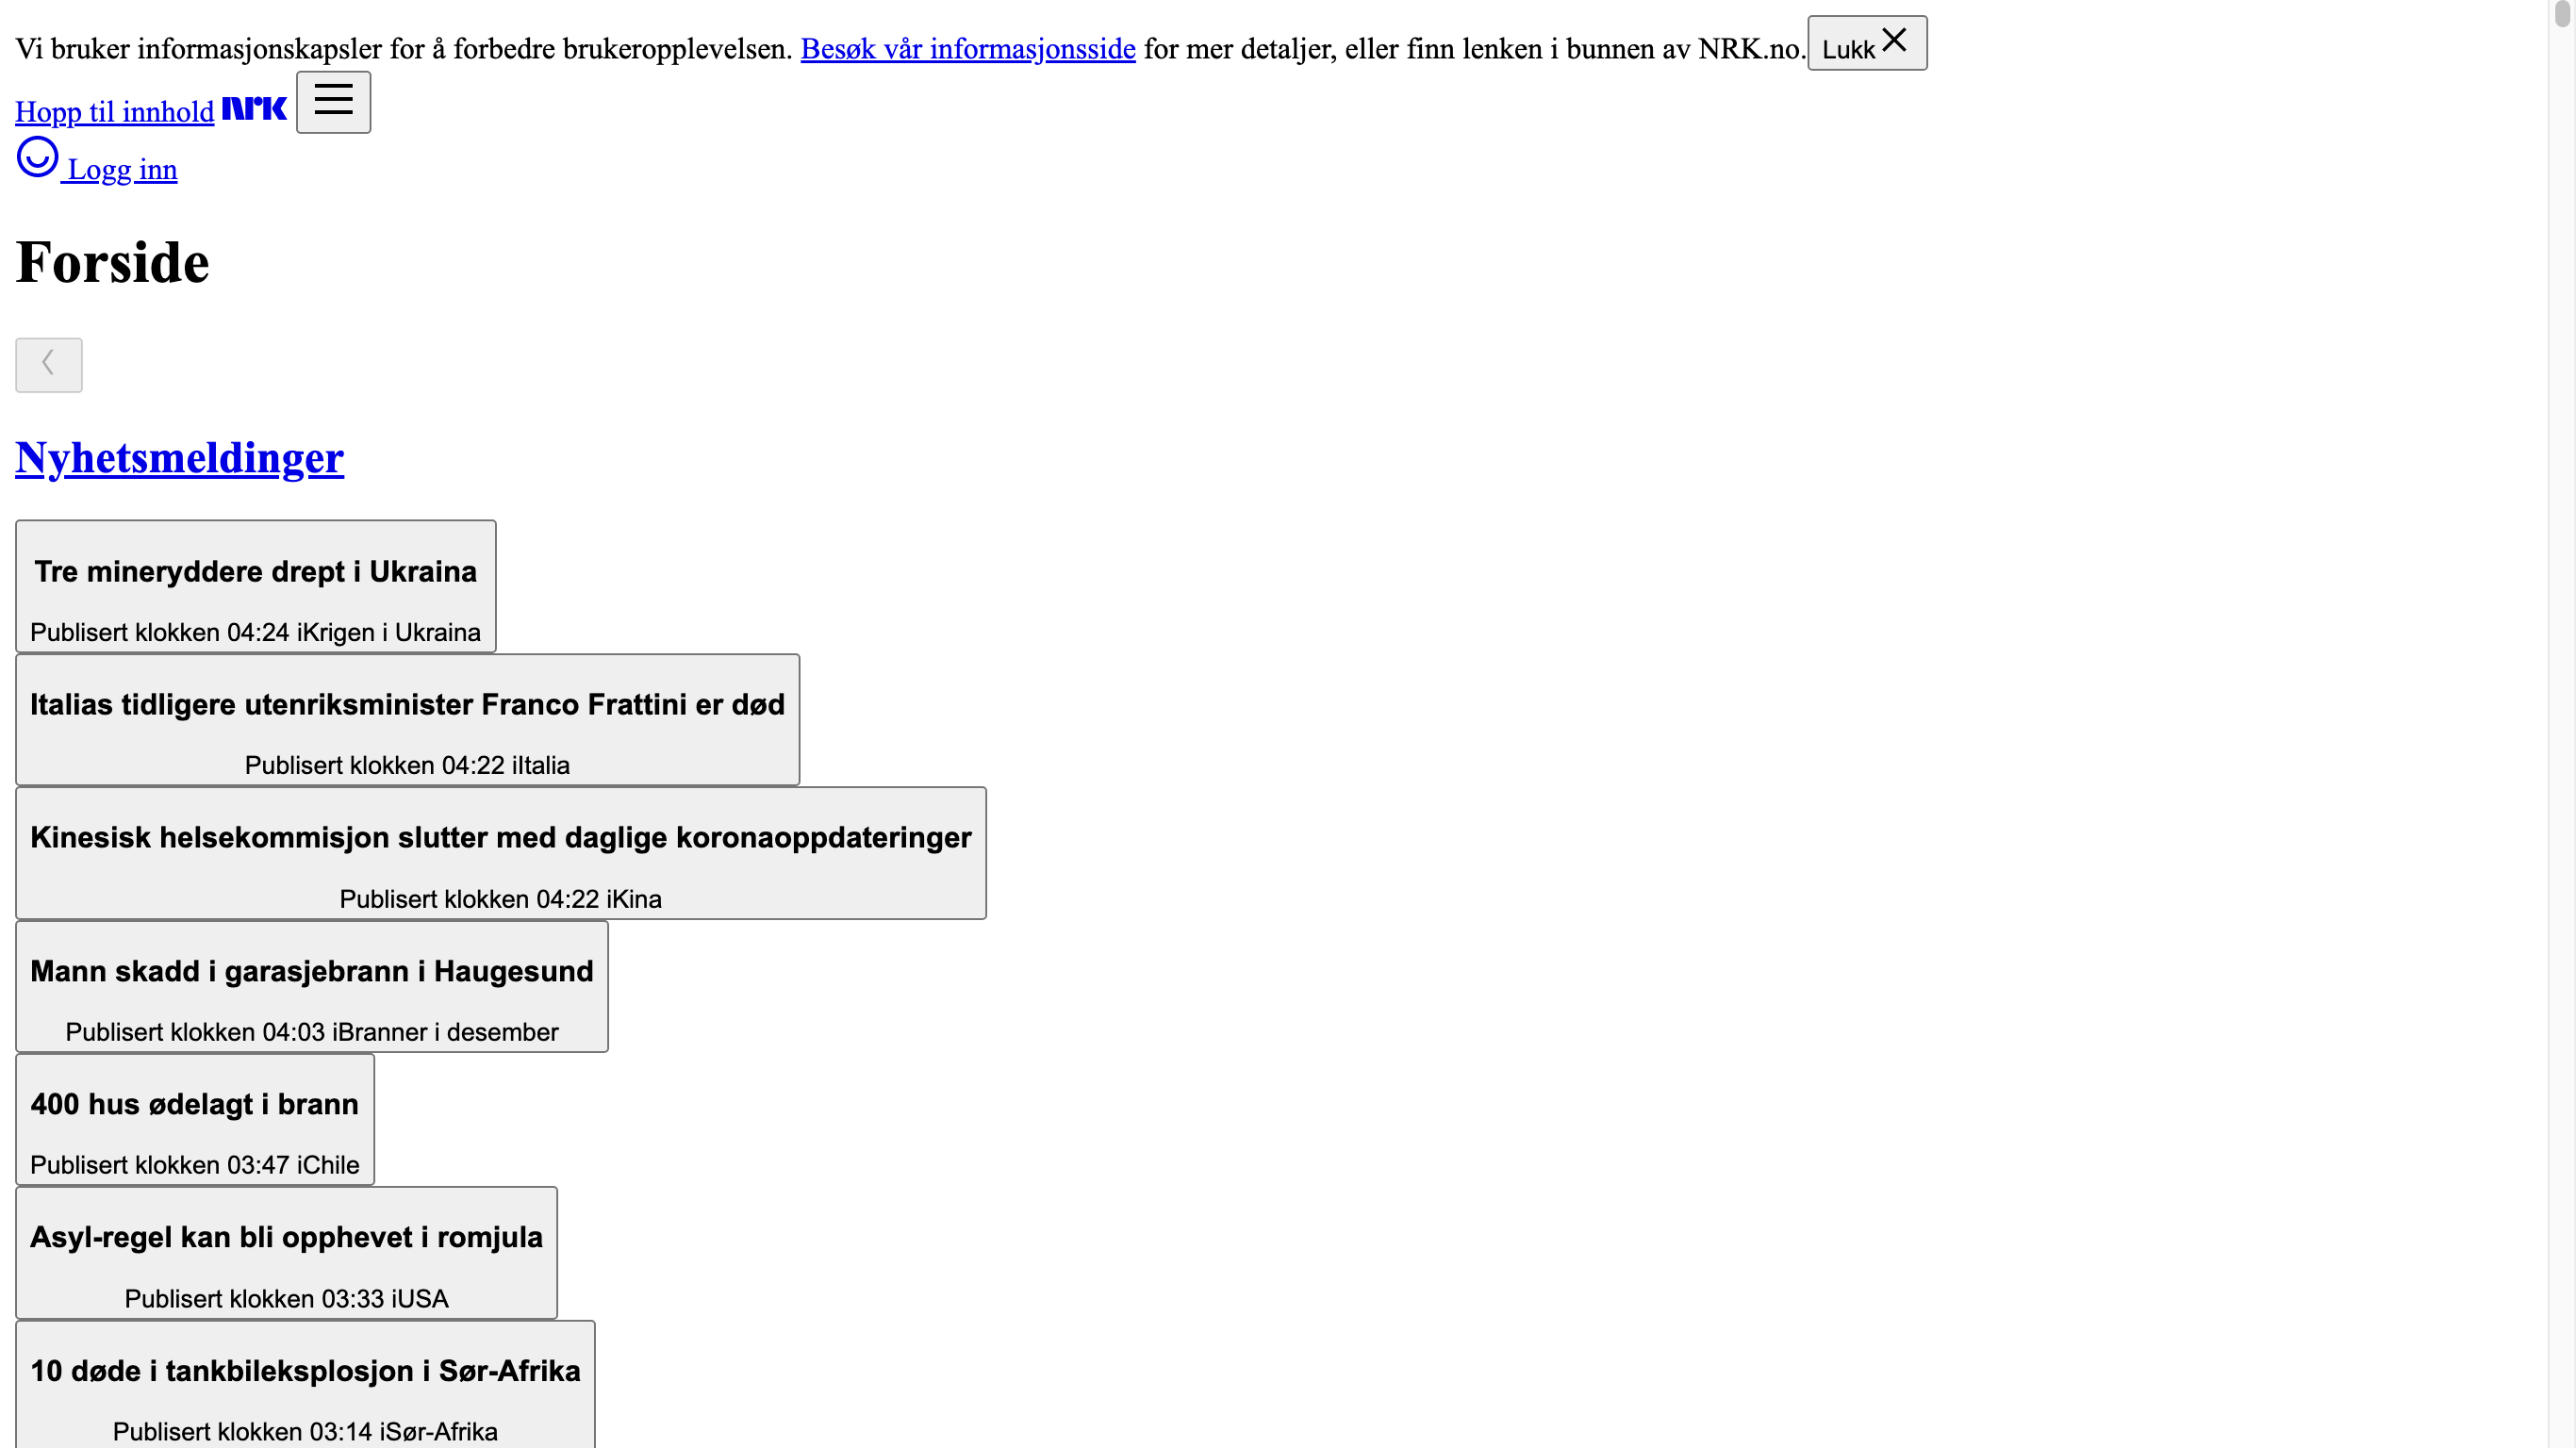 Vi bruker informasjonskapsler for å forbedre brukeropplevelsen. Besøk vår informasjonsside for mer detaljer, eller finn lenken i bunnen av NRK.no. Lukk
Hopp til innhold nrk
Logg inn
Forside
Nyhetsmeldinger
Tre mineryddere drept i Ukraina
Publisert klokken 04:24 iKrigen i Ukraina
Italias tidligere utenriksminister Franco Frattini er død
Publisert klokken 04:22 iItalia
Kinesisk helsekommisjon slutter med daglige koronaoppdateringer
Publisert klokken 04:22 iKina
Mann skadd i garasjebrann i Haugesund
Publisert klokken 04:03 iBranner i desember
400 hus ødelagt i brann
Publisert klokken 03:47 iChile
Asyl-regel kan bli opphevet i romjula
Publisert klokken 03:33 iUSA
10 døde i tankbileksplosjon i Sør-Afrika
Publisert klokken 03:14 iSør-Afrika